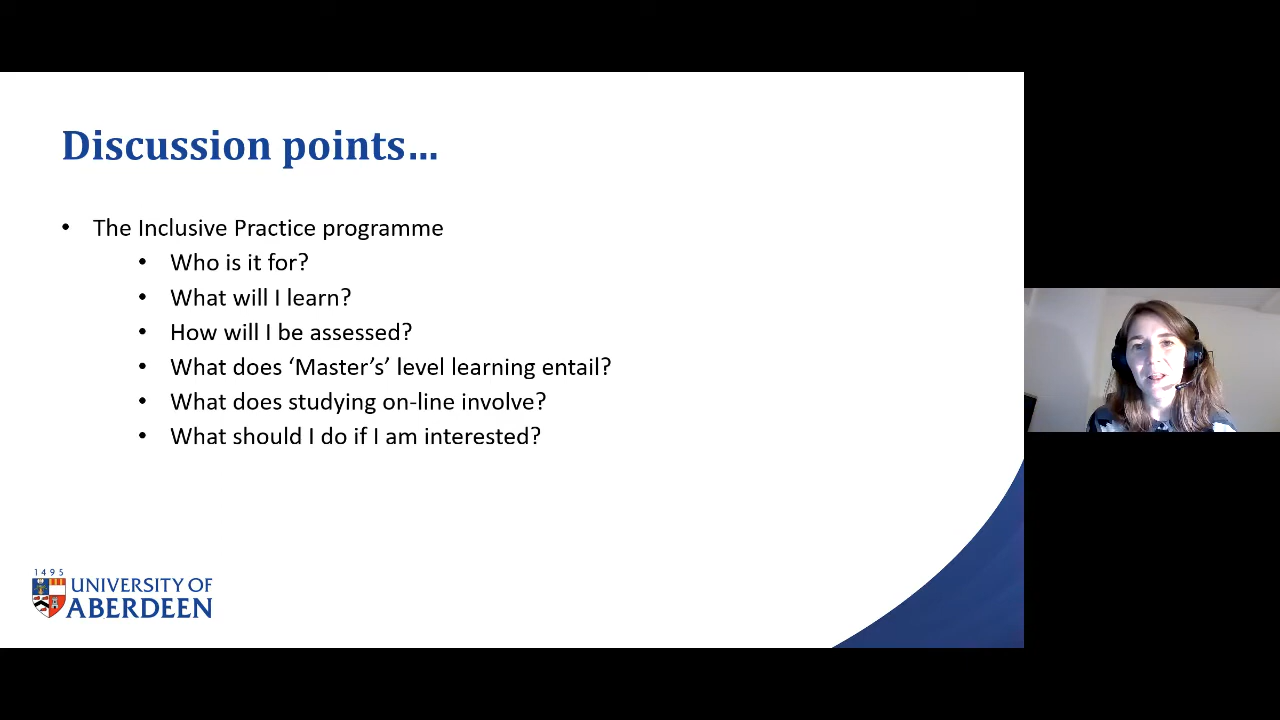 Discussion points…
• The Inclusive Practice programme
• Who is it for?
• What will I learn?
• How will I be assessed?
• What does ‘Master’s’ level learning entail?
• What does studying on-line involve?
• What should I do if I am interested?
1495
UNIVERSITY OF
ABERDEEN